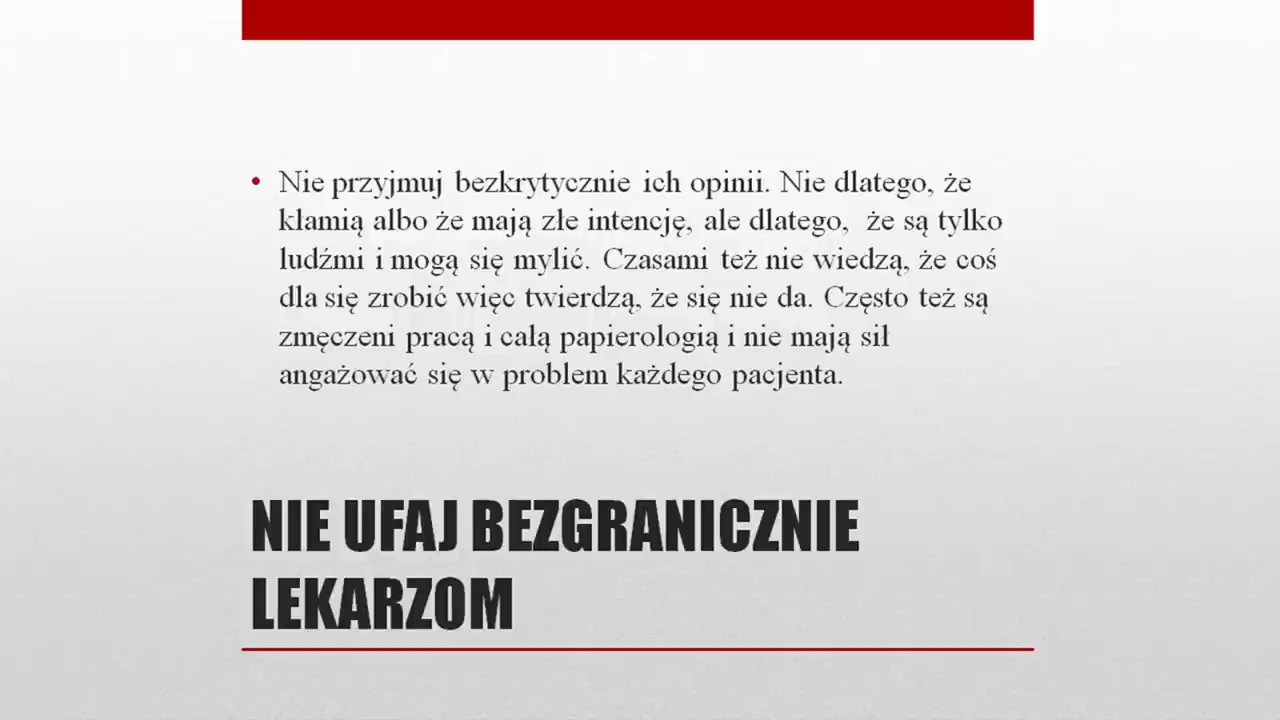 • Nie przyjmuj bezkrytycznie ich opinii. Nie dlatego, że
kłamią albo że mają złe intencję, ale dlatego, że są tylko
ludźmi i mogą się mylić. Czasami też nie wiedzą, że coś
dla się zrobić więc twierdzą, że się nie da. Często też są
zmęczeni pracą i całą papierologią i nie mają sił
angażować się w problem każdego pacjenta.
NIE UFAJ BEZGRANICZNIE
LEKARZOM